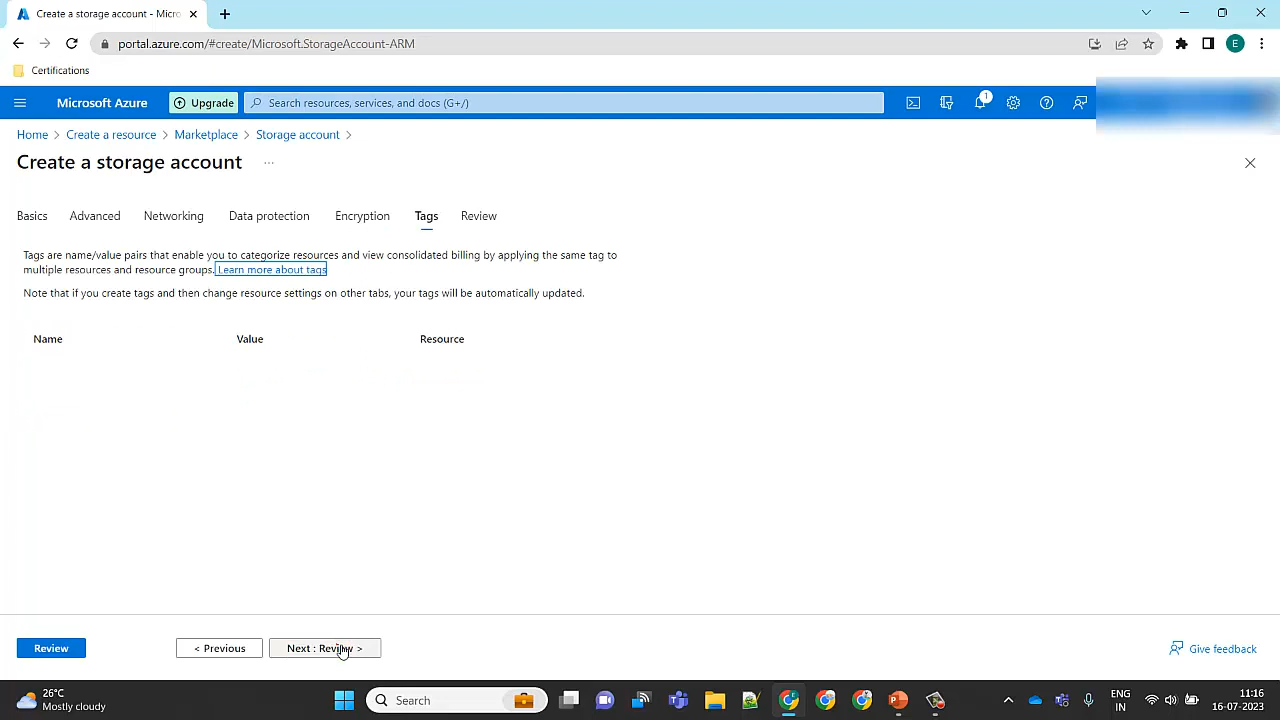 Create a storage account - Micro
portal.azure.com/#create/Microsoft.StorageAccount-ARM
Certifications
Microsoft Azure
Upgrade
Search resources, services, and docs (G+/)
1
Home > Create a resource > Marketplace > Storage account >
Create a storage account ...
Basics Advanced Networking Data protection Encryption Tags Review
Tags are name/value pairs that enable you to categorize resources and view consolidated billing by applying the same tag to
multiple resources and resource groups. Learn more about tags
Note that if you create tags and then change resource settings on other tabs, your tags will be automatically updated.
Name Value Resource
Review
< Previous
Next : Review >
Give feedback
26°C
Mostly cloudy
Search
ENG
IN
11:16
16-07-2023
E